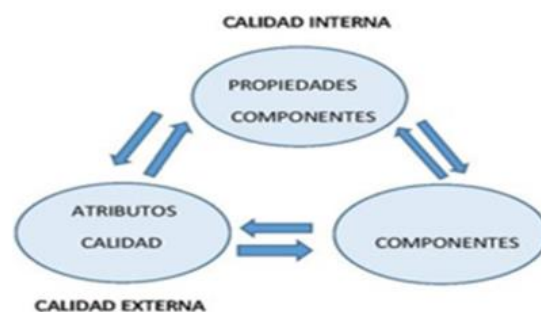 CALIDAD INTERNA
PROPIEDADES
COMPONENTES
ATRIBUTOS
CALIDAD
COMPONENTES
CALIDAD EXTERNA